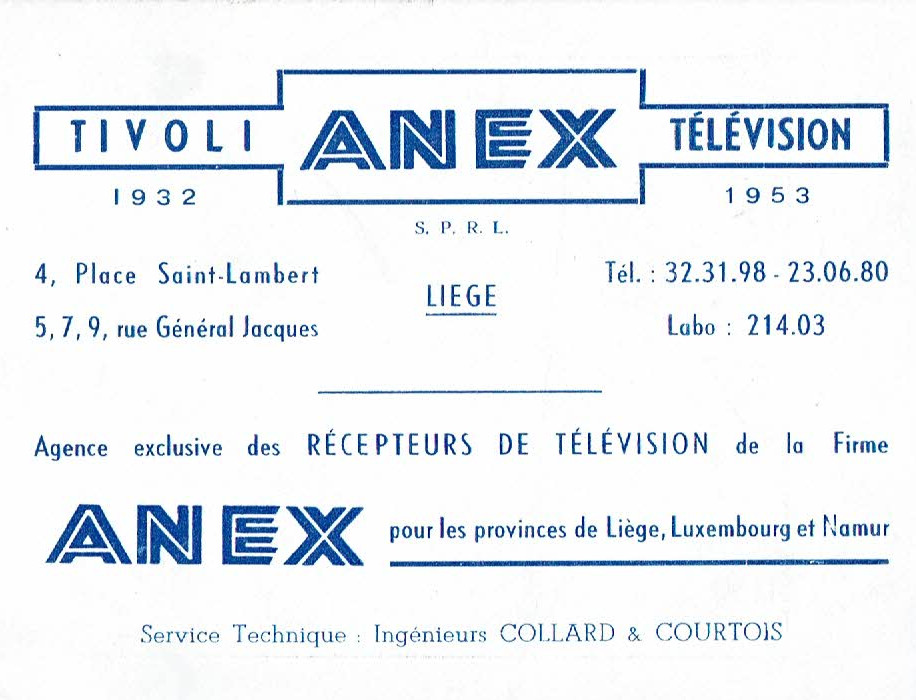 TIVOLI ANEX TÉLÉVISION
1932 1953
S. P. R. L.
4, Place Saint-Lambert
5, 7, 9, rue Général Jacques
LIEGE
Tél. : 32.31.98 - 23.06.80
Labo : 214.03
Agence exclusive des RÉCEPTEURS DE TÉLÉVISION de la Firme
ANEX pour les provinces de Liège, Luxembourg et Namur
Service Technique : Ingénieurs COLLARD & COURTOIS